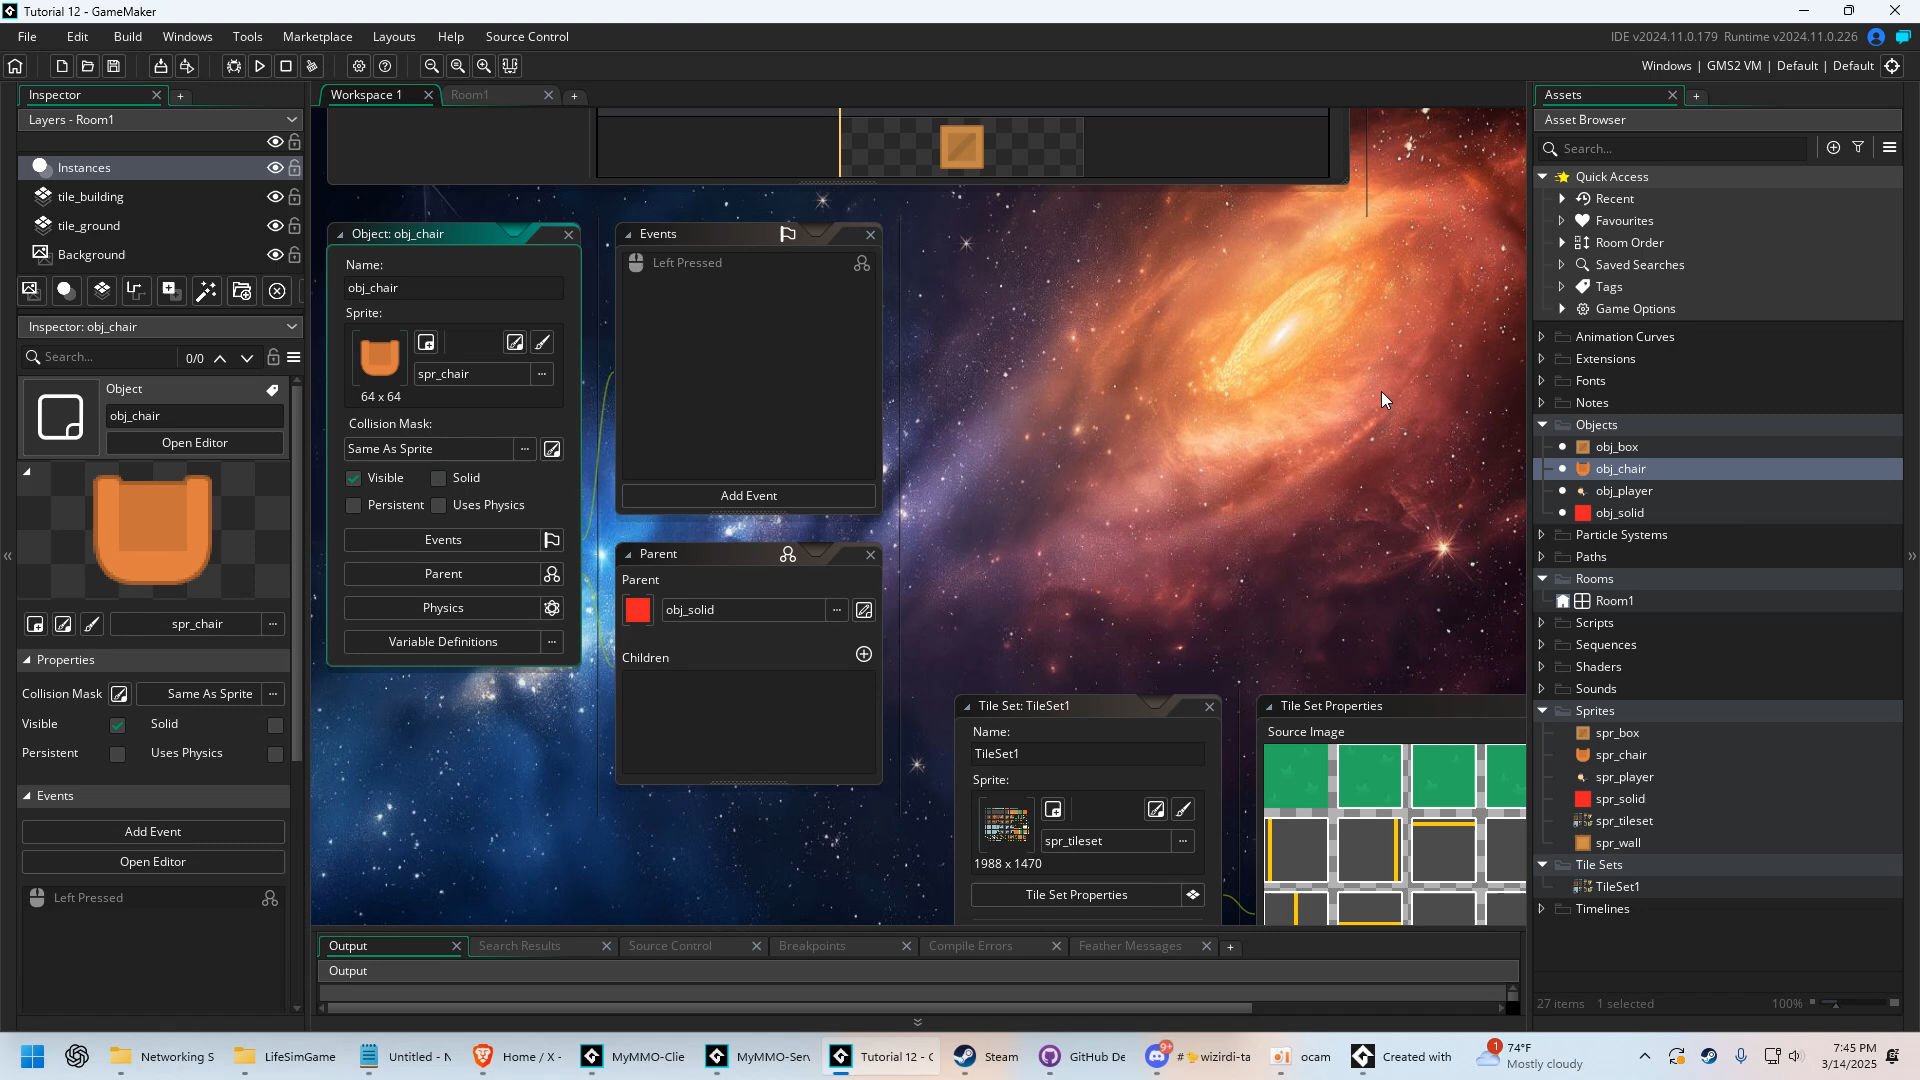 Tutorial 12 - GameMaker
File Edit Build Windows Tools Marketplace Layouts Help Source Control
IDE v2024.11.0.179 Runtime v2024.11.0.226
Windows | GMS2 VM | Default | Default
Inspector
Layers - Room1
Instances
tile_building
tile_ground
Background
Inspector: obj_chair
Search... 0/0
Object
obj_chair
Open Editor
spr_chair
Properties
Collision Mask Same As Sprite
Visible Solid
Persistent Uses Physics
Events
Add Event
Open Editor
Left Pressed
Workspace 1 Room1
Object: obj_chair
Name:
obj_chair
Sprite:
spr_chair
64 x 64
Collision Mask:
Same As Sprite
Visible Solid
Persistent Uses Physics
Events
Parent
Physics
Variable Definitions
Events
Left Pressed
Add Event
Parent
Parent
obj_solid
Children
Tile Set: TileSet1
Name:
TileSet1
Sprite:
spr_tileset
1988 x 1470
Tile Set Properties
Tile Set Properties
Source Image
Output Search Results Source Control Breakpoints Compile Errors Feather Messages
Output
Assets
Asset Browser
Search...
Quick Access
Recent
Favourites
Room Order
Saved Searches
Tags
Game Options
Animation Curves
Extensions
Fonts
Notes
Objects
obj_box
obj_chair
obj_player
obj_solid
Particle Systems
Paths
Rooms
Room1
Scripts
Sequences
Shaders
Sounds
Sprites
spr_box
spr_chair
spr_player
spr_solid
spr_tileset
spr_wall
Tile Sets
TileSet1
Timelines
27 items 1 selected 100%
Networking S LifeSimGame Untitled - N Home / X - MyMMO-Clie MyMMO-Serv Tutorial 12 - G Steam GitHub De 9+ #🐤wizirdi-ta ocam Created with
1 74°F
Mostly cloudy
7:45 PM
3/14/2025